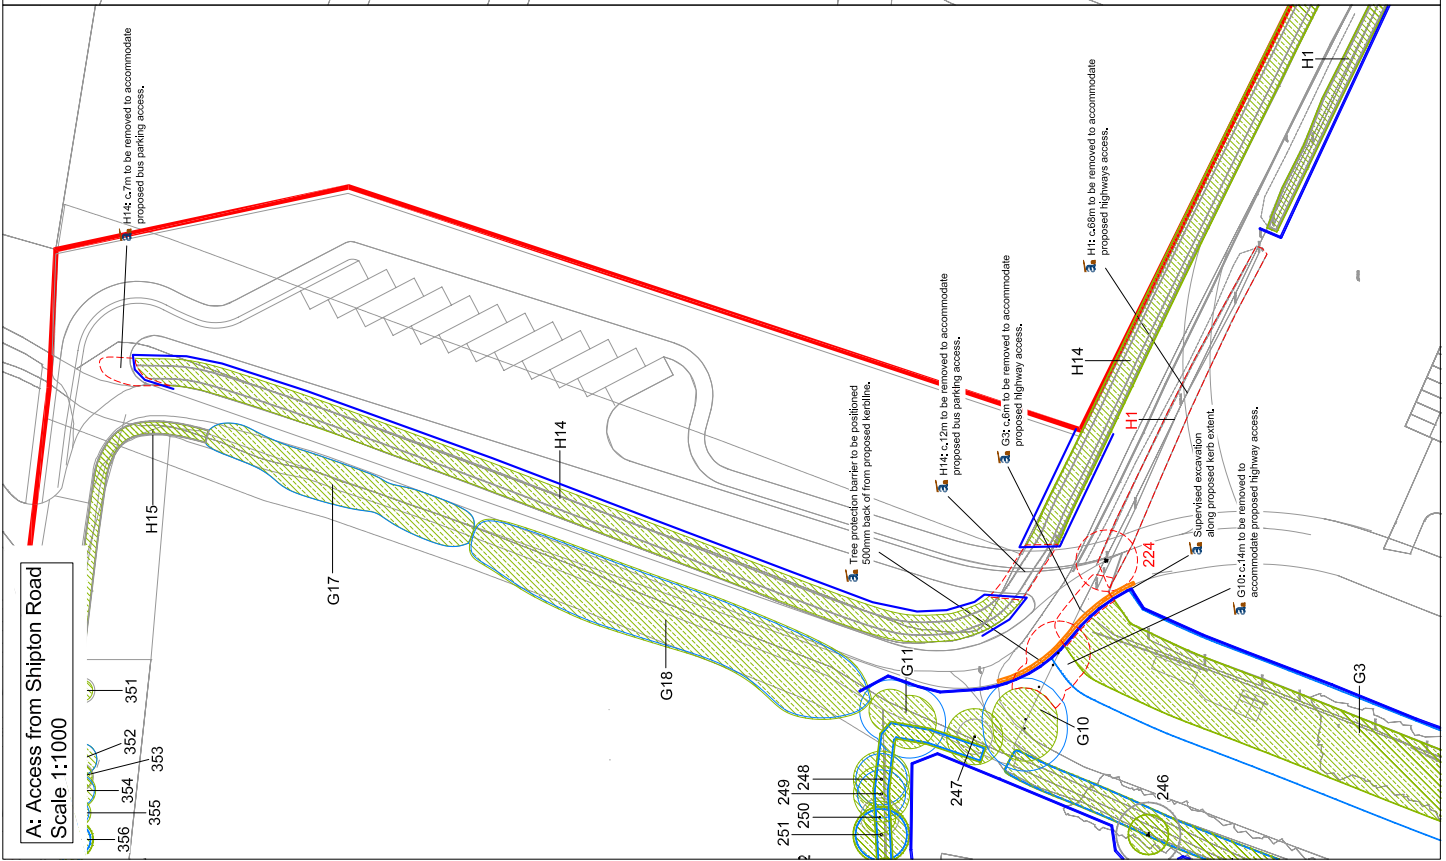 H14: c.7m to be removed to accommodate
proposed bus parking access.
H1
H1: c.68m to be removed to accommodate
proposed highways access.
H14: c.12m to be removed to accommodate
proposed bus parking access.
G3: c.6m to be removed to accommodate
proposed highway access.
H14
Tree protection barrier to be positioned
500mm back of from proposed kerbline.
H1
H14
Supervised excavation
along proposed kerb extent.
G10: c.14m to be removed to
accommodate proposed highway access.
H15
G17
224
A: Access from Shipton Road
Scale 1:1000
G18
G11
G3
G10
351
352
353
354
355
356
248
249
250
251
247
246